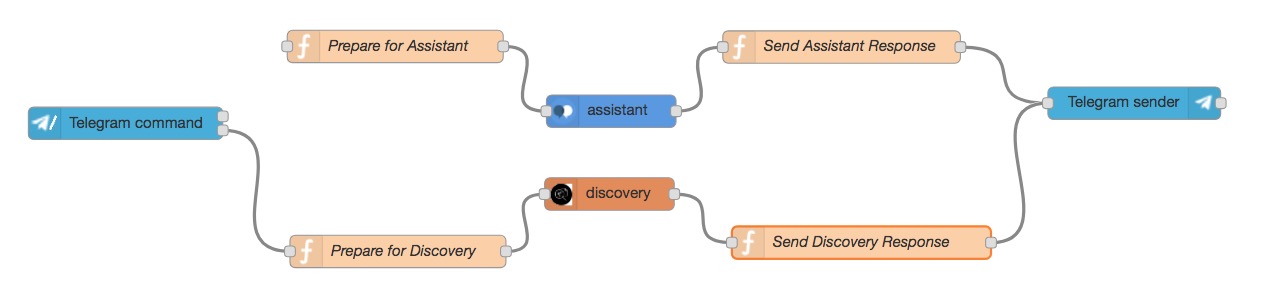 Prepare for Assistant
Send Assistant Response
Telegram command
assistant
Telegram sender
discovery
Prepare for Discovery
Send Discovery Response